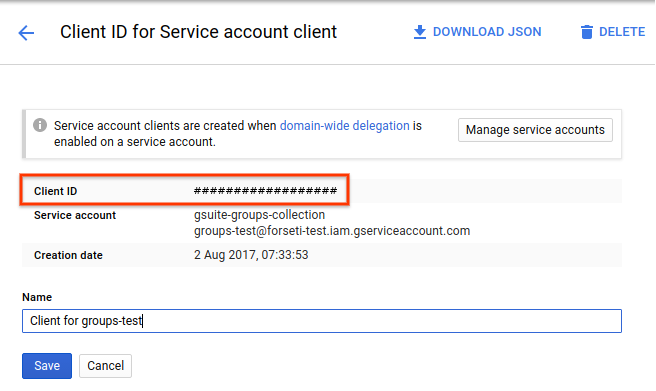 Client ID for Service account client
DOWNLOAD JSON
DELETE
Service account clients are created when domain-wide delegation is
enabled on a service account.
Manage service accounts
Client ID ##################
Service account gsuite-groups-collection
groups-test@forseti-test.iam.gserviceaccount.com
Creation date 2 Aug 2017, 07:33:53
Name
Client for groups-test
Save Cancel